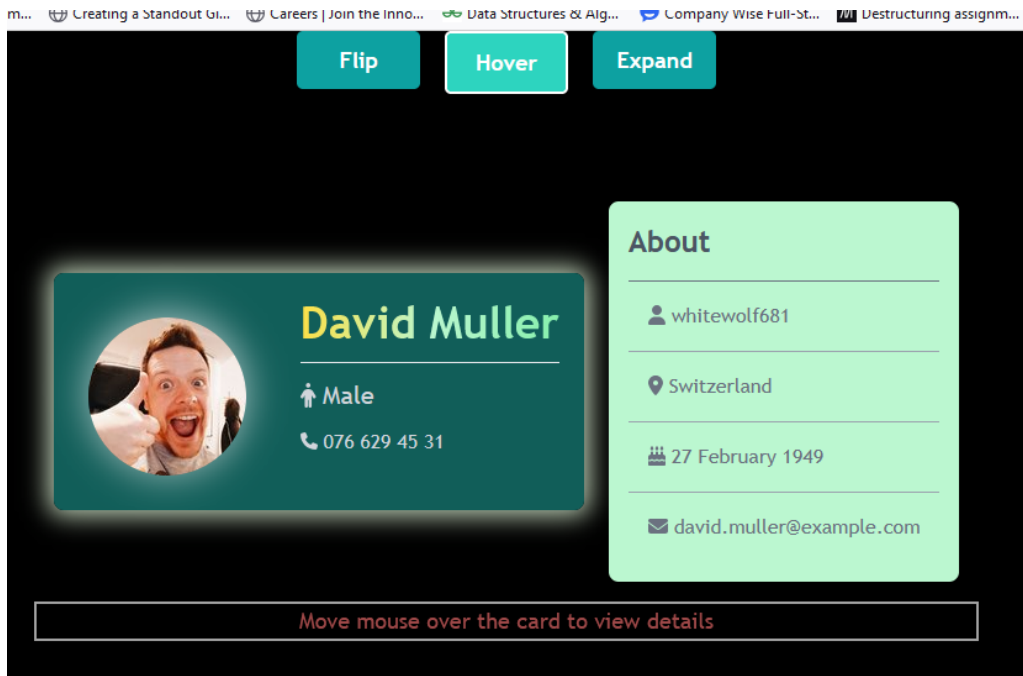 m... Creating a Standout Gi... Careers | Join the Inno... Data Structures & Alg... Company Wise Full-St... Destructuring assignm...
Flip Hover Expand
David Muller
Male
076 629 45 31
About
whitewolf681
Switzerland
27 February 1949
david.muller@example.com
Move mouse over the card to view details